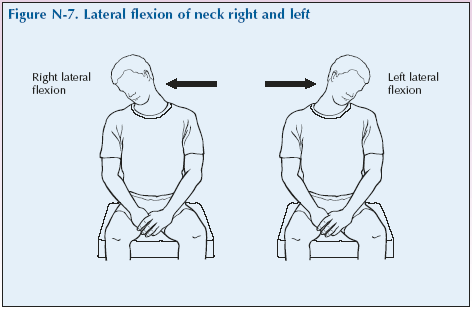 Figure N-7. Lateral flexion of neck right and left
Right lateral
flexion
Left lateral
flexion